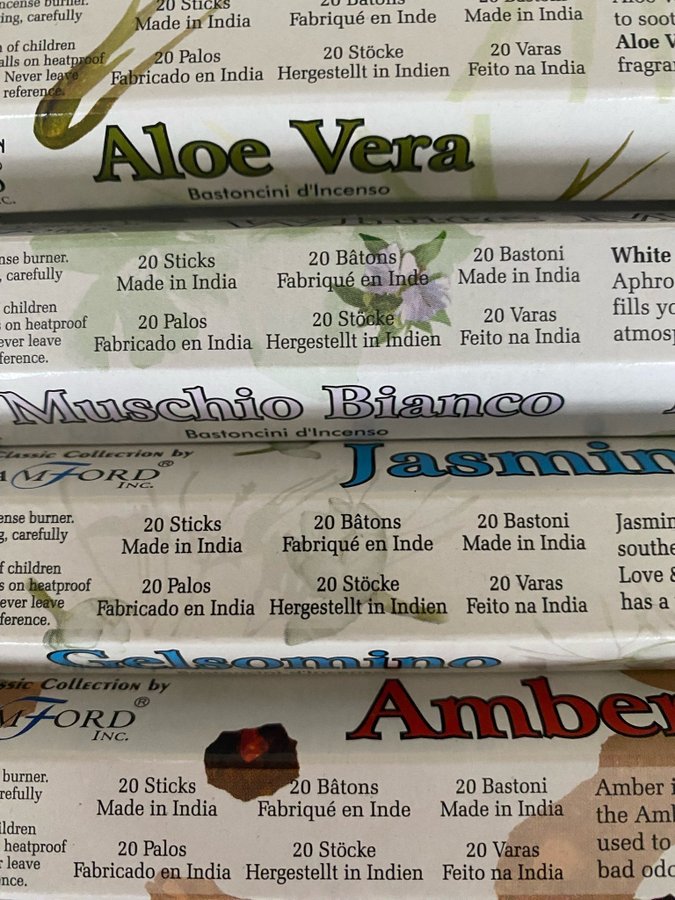 20 Sticks 20 Bâtons
ing, carefully Made in India Fabriqué en Inde Made in India to soot
of children 20 Palos 20 Stöcke 20 Varas Aloe V
alls on heatproof Fabricado en India Hergestellt in Indien Feito na India fragra
Never leave
reference.
Aloe Vera
Bastoncini d'Incenso
nse burner. 20 Sticks 20 Bâtons 20 Bastoni White
, carefully Made in India Fabriqué en Inde Made in India Aphro
children 20 Palos 20 Stöcke 20 Varas fills yo
on heatproof Fabricado en India Hergestellt in Indien Feito na India atmosp
ever leave
ference.
Muschio Bianco
Bastoncini d'Incenso
Classic Collection by Jasmin
AMFORD® INC.
ense burner. 20 Sticks 20 Bâtons 20 Bastoni Jasmin
g, carefully Made in India Fabriqué en Inde Made in India southe
f children 20 Palos 20 Stöcke 20 Varas Love &
s on heatproof Fabricado en India Hergestellt in Indien Feito na India has a
ever leave
ference.
Gelsomino
ssic Collection by Amber
MFORD® INC.
burner. 20 Sticks 20 Bâtons 20 Bastoni Amber i
refully Made in India Fabriqué en Inde Made in India the Amb
ildren 20 Palos 20 Stöcke 20 Varas used to
heatproof Fabricado en India Hergestellt in Indien Feito na India bad odo
leave
nce.